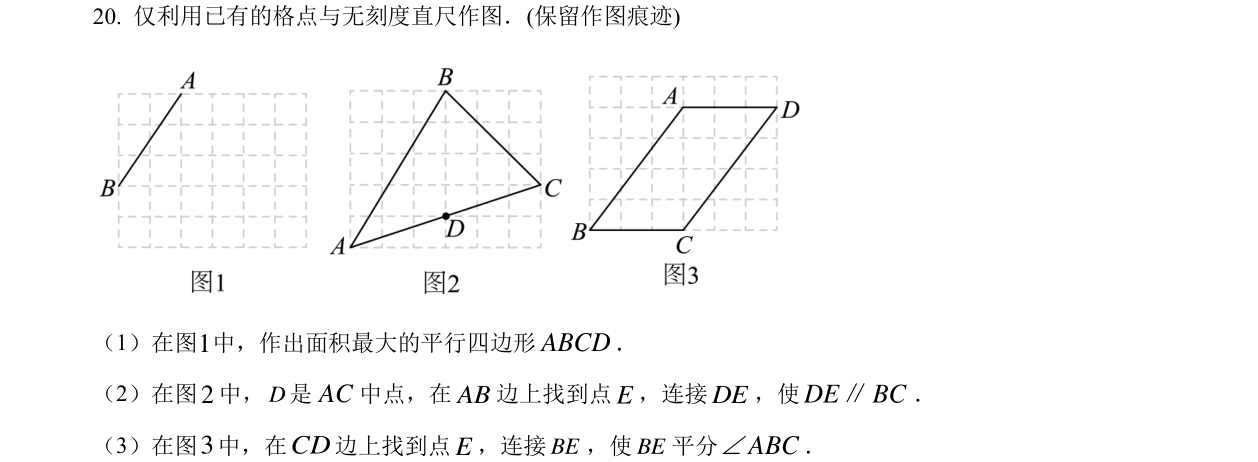 20. 仅利用已有的格点与无刻度直尺作图．(保留作图痕迹)
A
B
图1
B
C
D
A
图2
A
D
B
C
图3
（1）在图1中，作出面积最大的平行四边形ABCD．
（2）在图2中，D是AC中点，在AB边上找到点E，连接DE，使DE∥BC．
（3）在图3中，在CD边上找到点E，连接BE，使BE平分∠ABC．